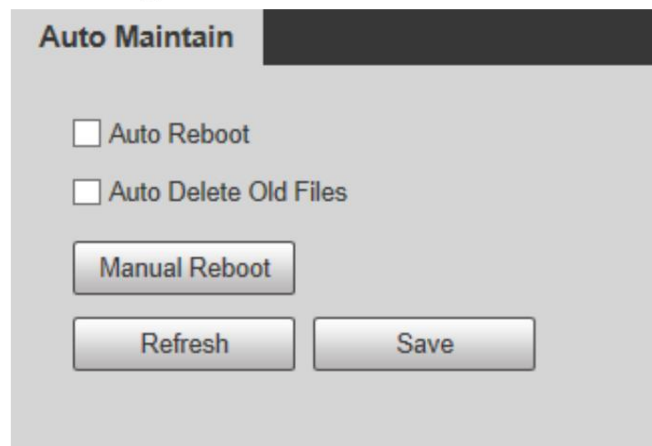 Auto Maintain
Auto Reboot
Auto Delete Old Files
Manual Reboot
Refresh Save